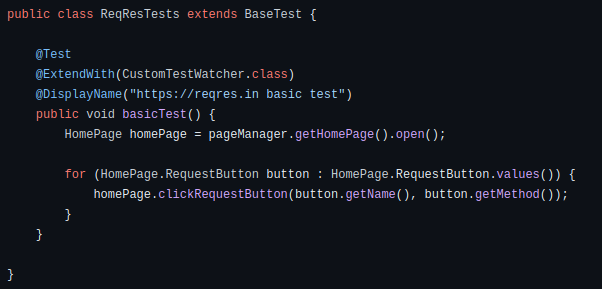 public class ReqResTests extends BaseTest {
@Test
@ExtendWith(CustomTestWatcher.class)
@DisplayName("https://reqres.in basic test")
public void basicTest() {
HomePage homePage = pageManager.getHomePage().open();
for (HomePage.RequestButton button : HomePage.RequestButton.values()) {
homePage.clickRequestButton(button.getName(), button.getMethod());
}
}
}